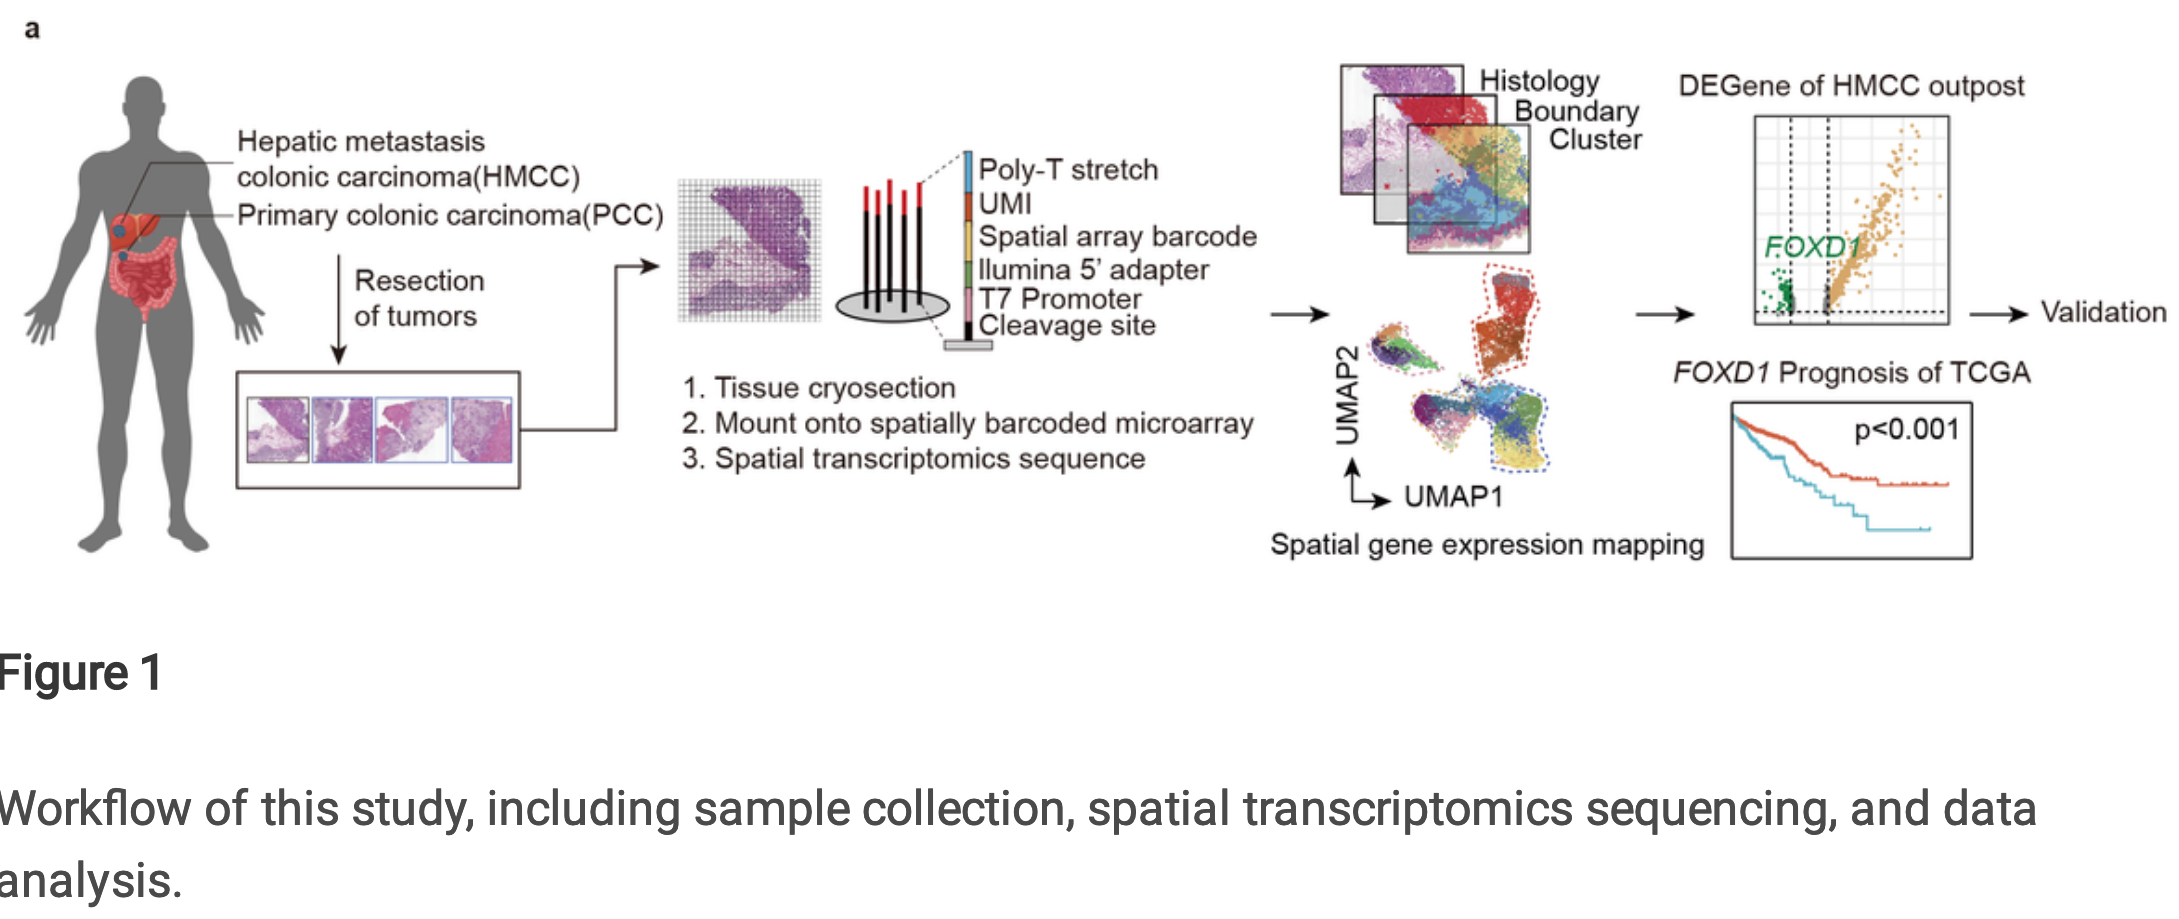 a
Hepatic metastasis
colonic carcinoma(HMCC)
Primary colonic carcinoma(PCC)
Resection
of tumors
Poly-T stretch
UMI
Spatial array barcode
Ilumina 5’ adapter
T7 Promoter
Cleavage site
1. Tissue cryosection
2. Mount onto spatially barcoded microarray
3. Spatial transcriptomics sequence
Histology
Boundary
Cluster
UMAP2
UMAP1
Spatial gene expression mapping
DEGene of HMCC outpost
FOXD1
Validation
FOXD1 Prognosis of TCGA
p<0.001
Figure 1
Workflow of this study, including sample collection, spatial transcriptomics sequencing, and data
analysis.